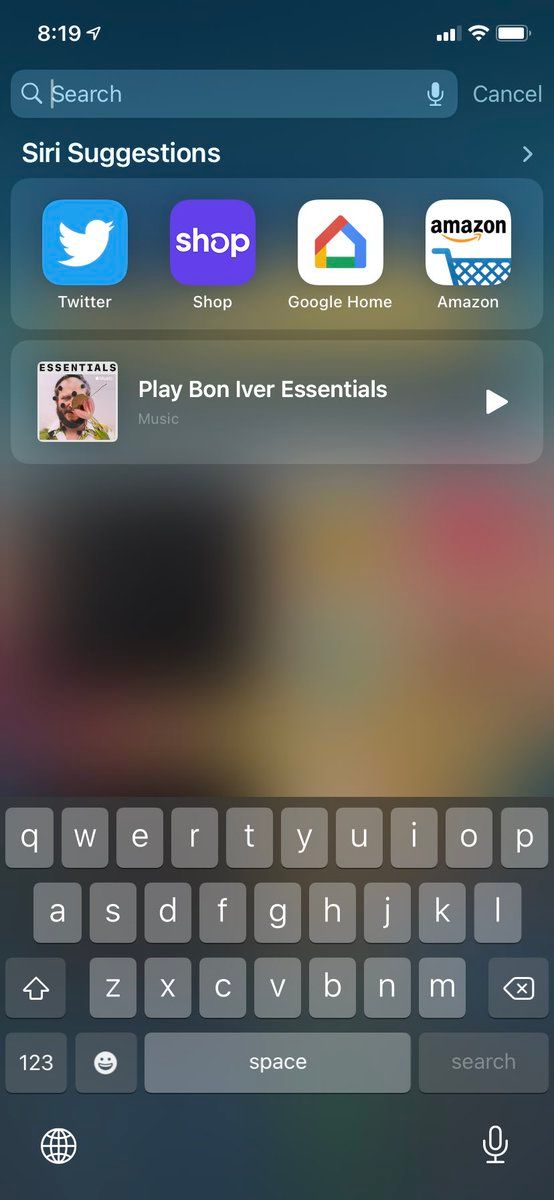 8:19
Search
Cancel
Siri Suggestions
shop
amazon
Twitter
Shop
Google Home
Amazon
ESSENTIALS
Play Bon Iver Essentials
Music
q w e r t y u i o p
a s d f g h j k l
z x c v b n m
123
space
search